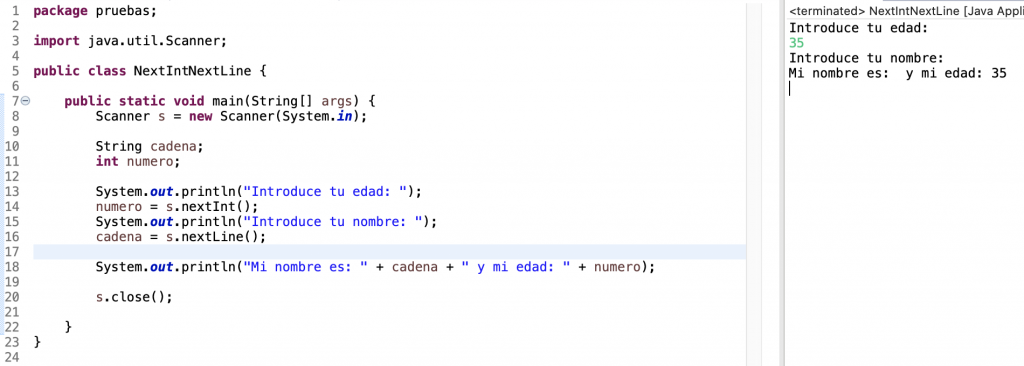 1 package pruebas;
2
3 import java.util.Scanner;
4
5 public class NextIntNextLine {
6
7 public static void main(String[] args) {
8 Scanner s = new Scanner(System.in);
9
10 String cadena;
11 int numero;
12
13 System.out.println("Introduce tu edad: ");
14 numero = s.nextInt();
15 System.out.println("Introduce tu nombre: ");
16 cadena = s.nextLine();
17
18 System.out.println("Mi nombre es: " + cadena + " y mi edad: " + numero);
19
20 s.close();
21
22 }
23 }
24
<terminated> NextIntNextLine [Java Appli
Introduce tu edad:
35
Introduce tu nombre:
Mi nombre es:  y mi edad: 35